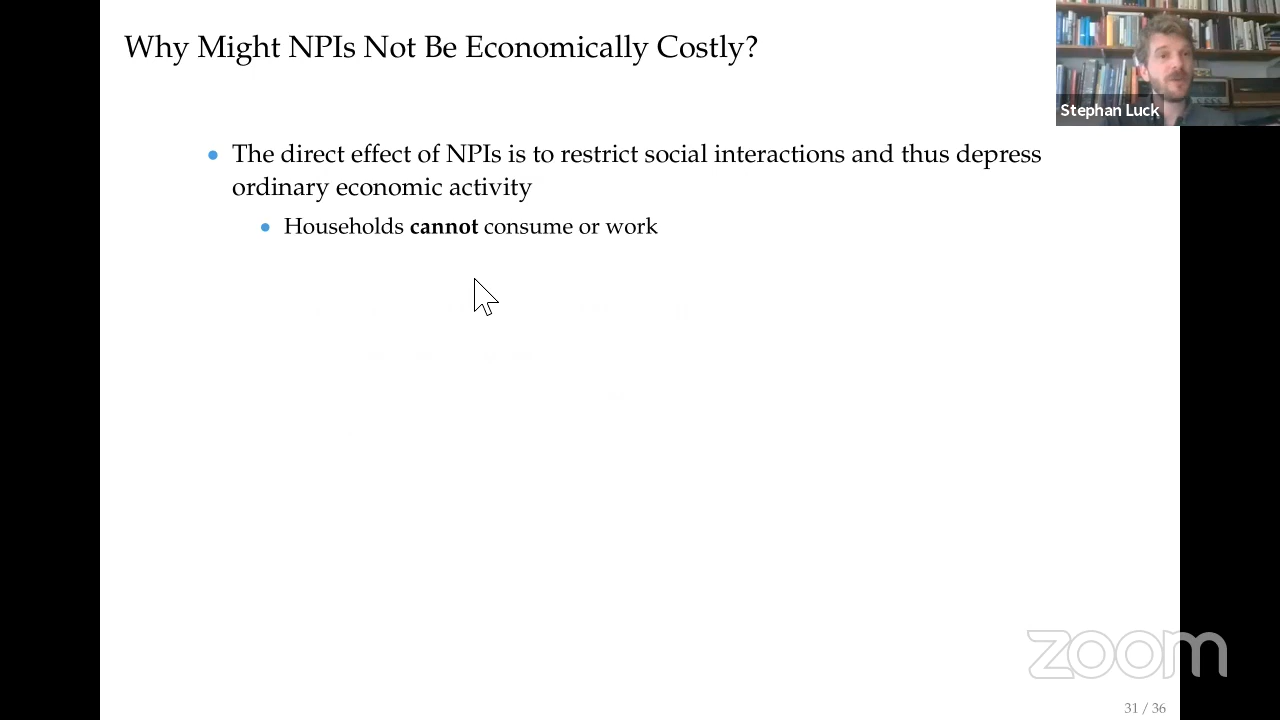 Why Might NPIs Not Be Economically Costly?
Stephan Luck
● The direct effect of NPIs is to restrict social interactions and thus depress
ordinary economic activity
● Households cannot consume or work
zoom
31 / 36